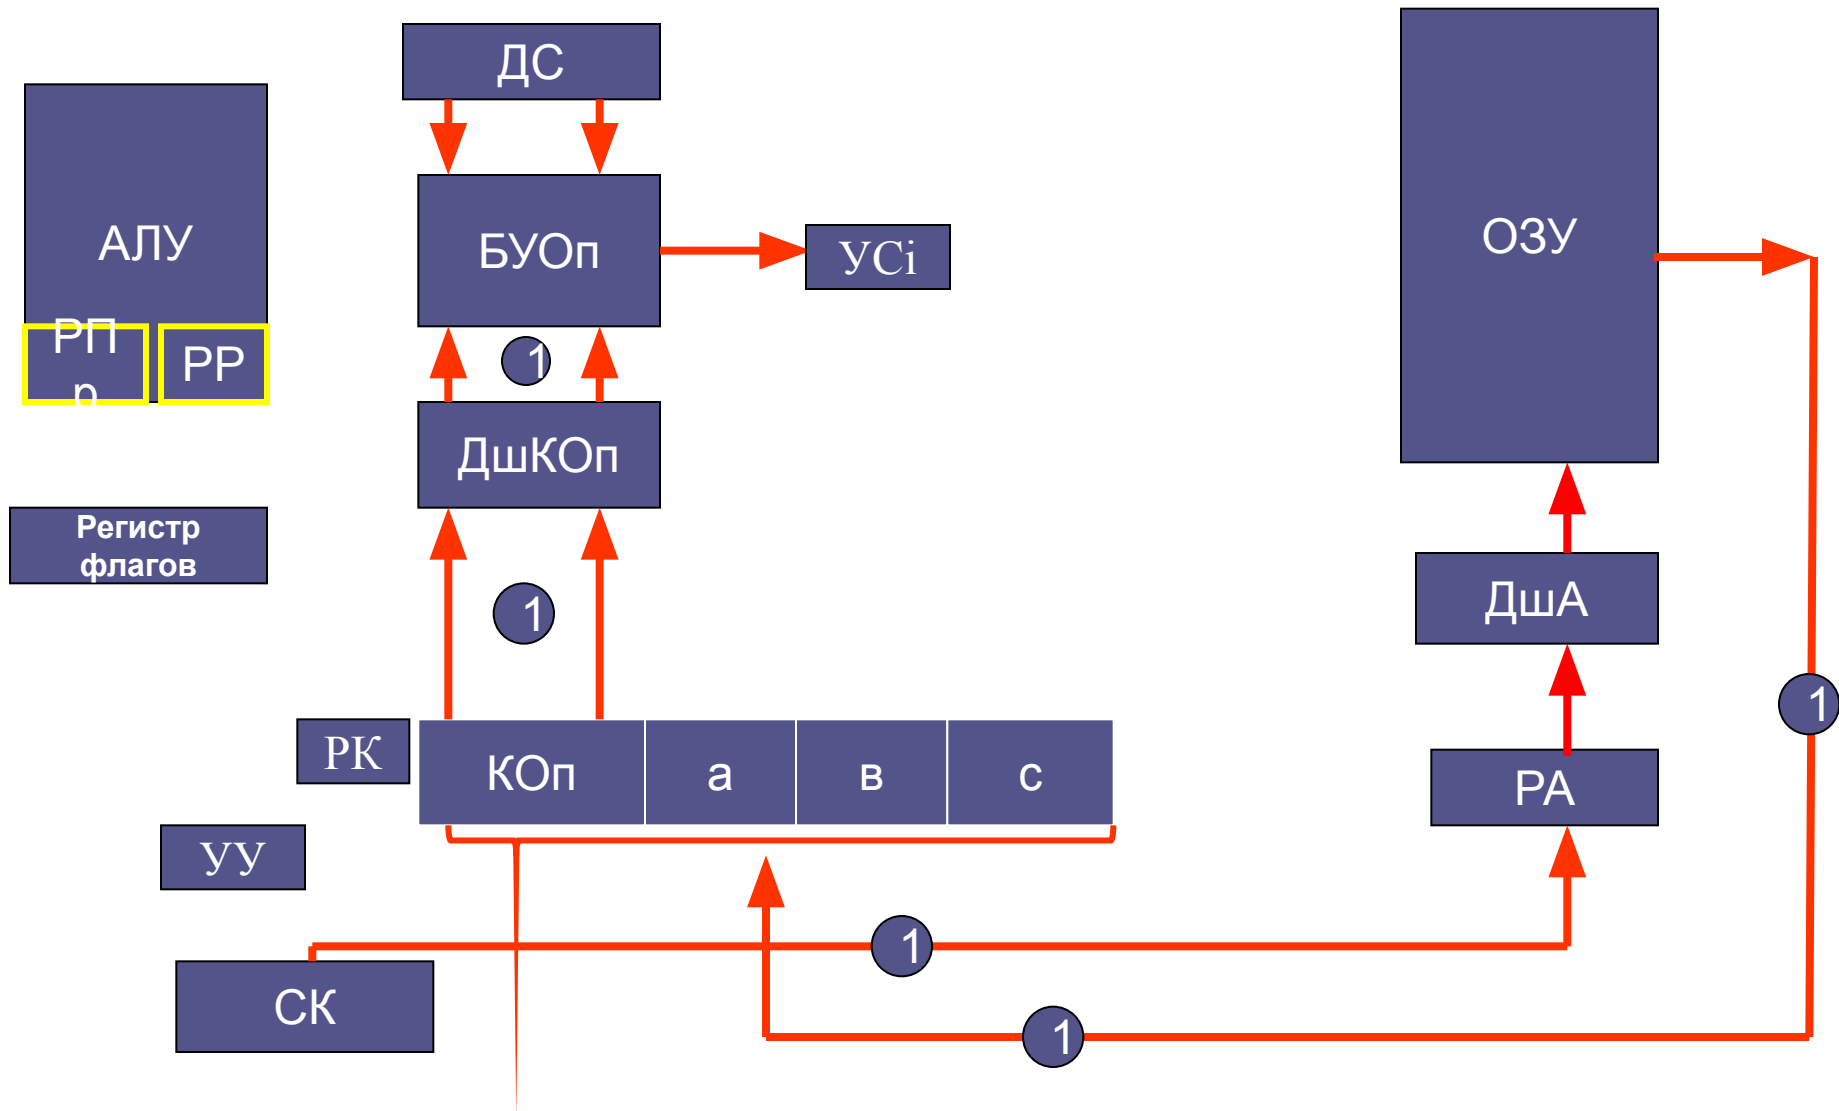 ДС
АЛУ
БУОп
УСі
ОЗУ
РП
р
РР
1
ДшКОп
Регистр
флагов
1
ДшА
1
РК
КОп
а
в
с
РА
УУ
1
СК
1